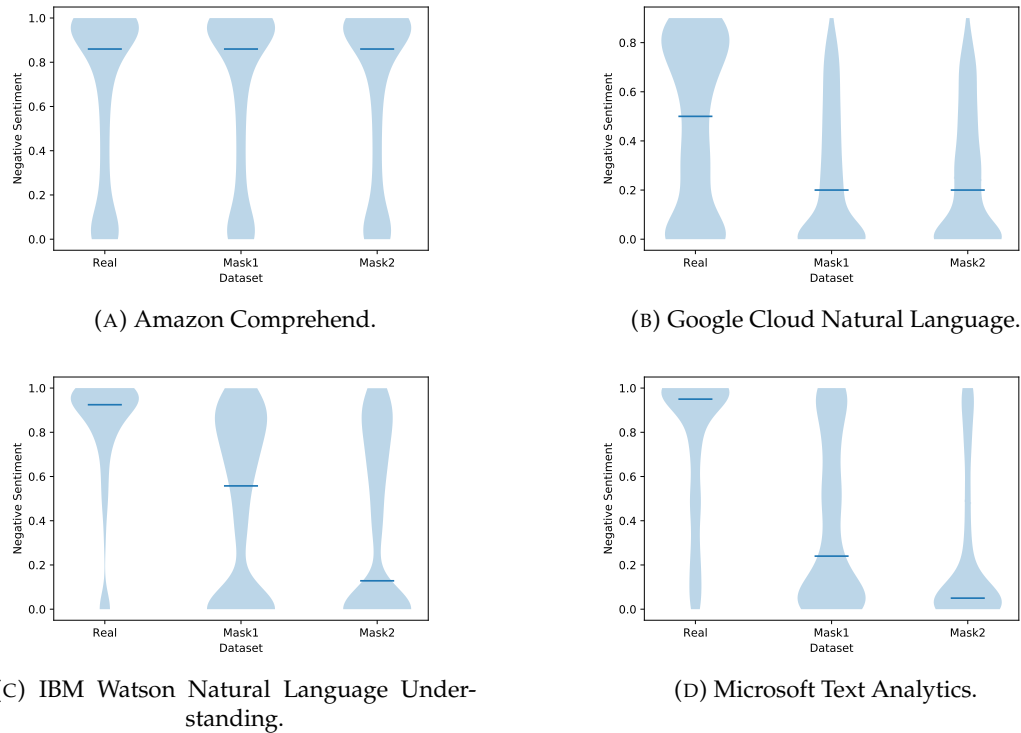 1.0
0.8
0.6
0.4
0.2
0.0
Negative Sentiment
Real Mask1 Mask2
Dataset
(A) Amazon Comprehend.
0.8
0.6
0.4
0.2
0.0
Negative Sentiment
Real Mask1 Mask2
Dataset
(B) Google Cloud Natural Language.
1.0
0.8
0.6
0.4
0.2
0.0
Negative Sentiment
Real Mask1 Mask2
Dataset
(C) IBM Watson Natural Language Under-
standing.
1.0
0.8
0.6
0.4
0.2
0.0
Negative Sentiment
Real Mask1 Mask2
Dataset
(D) Microsoft Text Analytics.